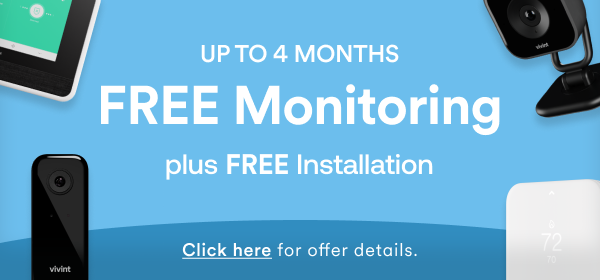 UP TO 4 MONTHS
FREE Monitoring
plus FREE Installation
Click here for offer details.
vivint
vivint
72